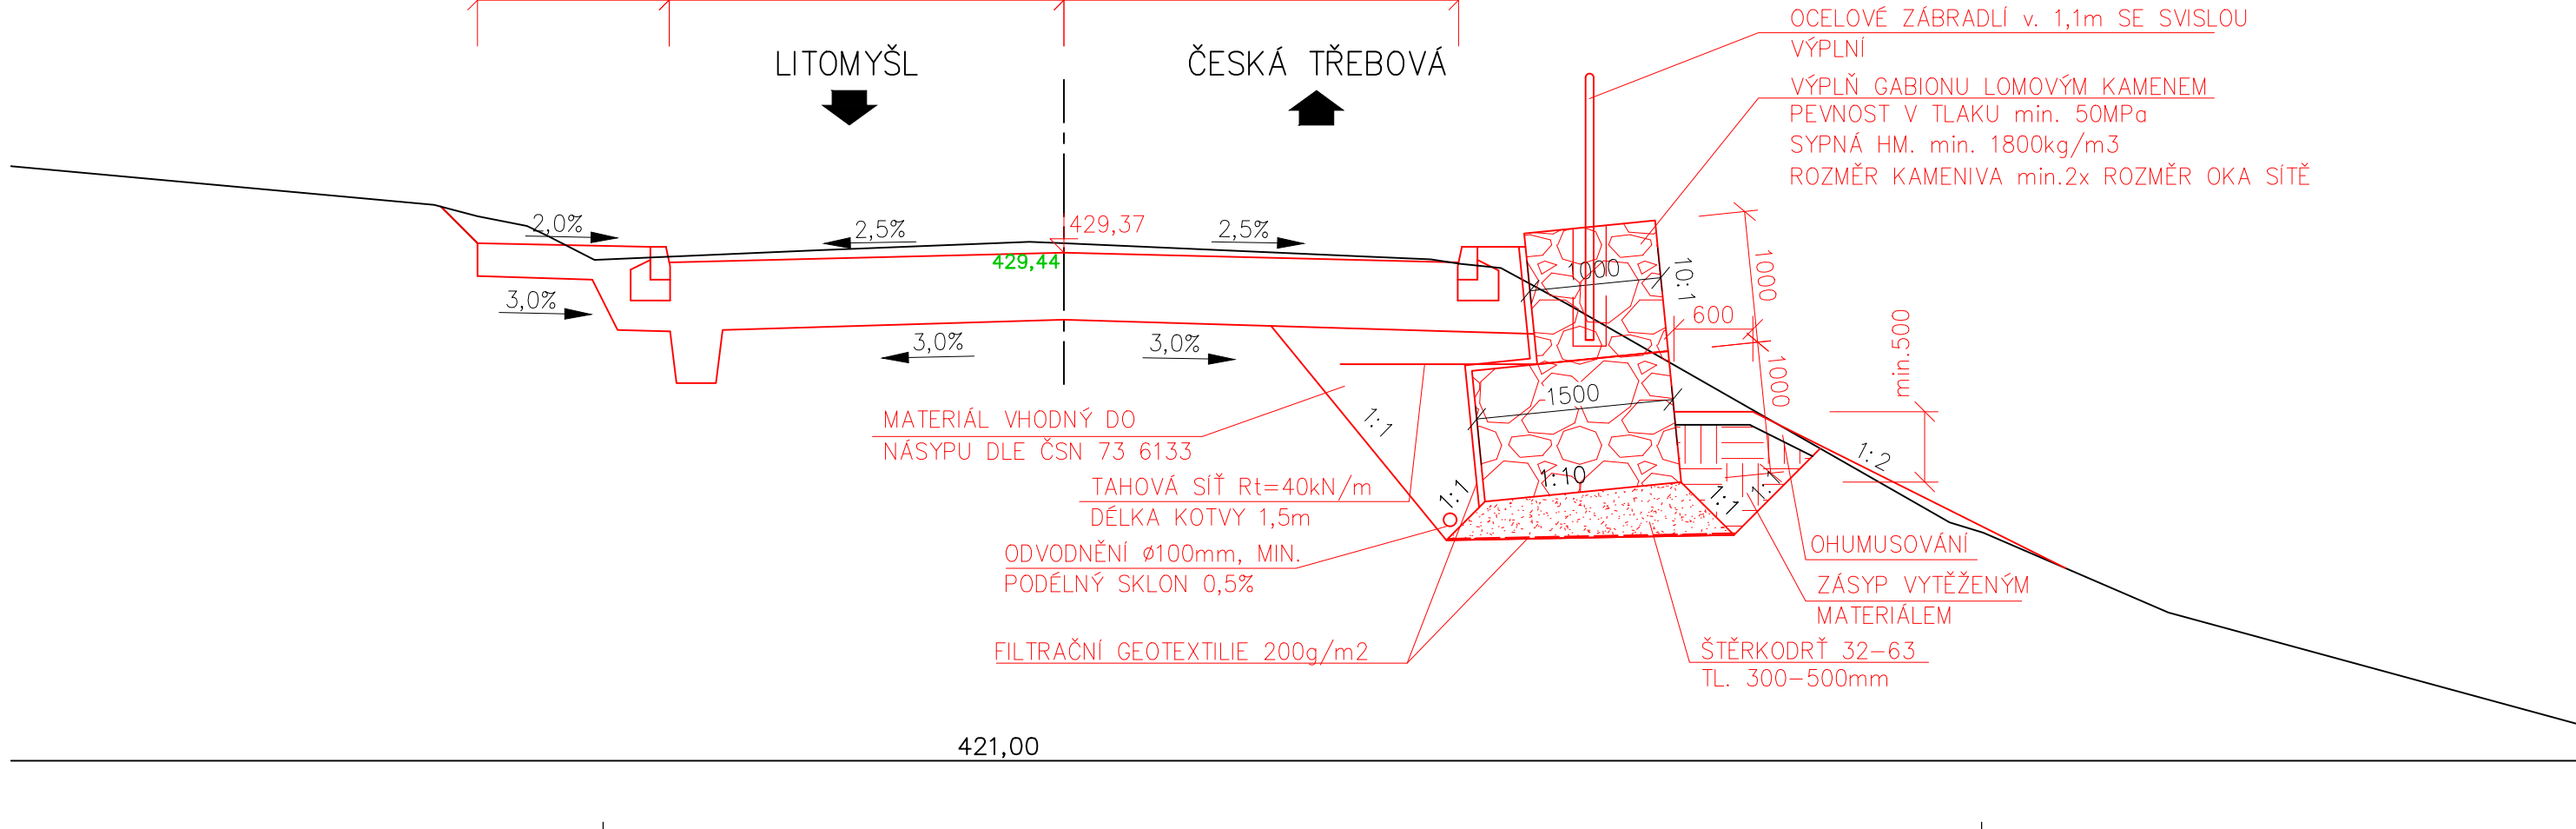 OCELOVÉ ZÁBRADLÍ v. 1,1m SE SVISLOU
VÝPLNÍ
LITOMYŠL
ČESKÁ TŘEBOVÁ
VÝPLŇ GABIONU LOMOVÝM KAMENEM
PEVNOST V TLAKU min. 50MPa
SYPNÁ HM. min. 1800kg/m3
ROZMĚR KAMENIVA min.2x ROZMĚR OKA SÍTĚ
2,0%
2,5%
429,37
2,5%
429,44
3,0%
3,0%
3,0%
1000
10:1
1000
600
1000
min.500
1500
1:1
1:10
1:1
1:1
1:1
1:2
MATERIÁL VHODNÝ DO
NÁSYPU DLE ČSN 73 6133
TAHOVÁ SÍŤ Rt=40kN/m
DÉLKA KOTVY 1,5m
ODVODNĚNÍ ø100mm, MIN.
PODÉLNÝ SKLON 0,5%
FILTRAČNÍ GEOTEXTILIE 200g/m2
OHUMUSOVÁNÍ
ZÁSYP VYTĚŽENÝM
MATERIÁLEM
ŠTĚRKODRŤ 32-63
TL. 300-500mm
421,00